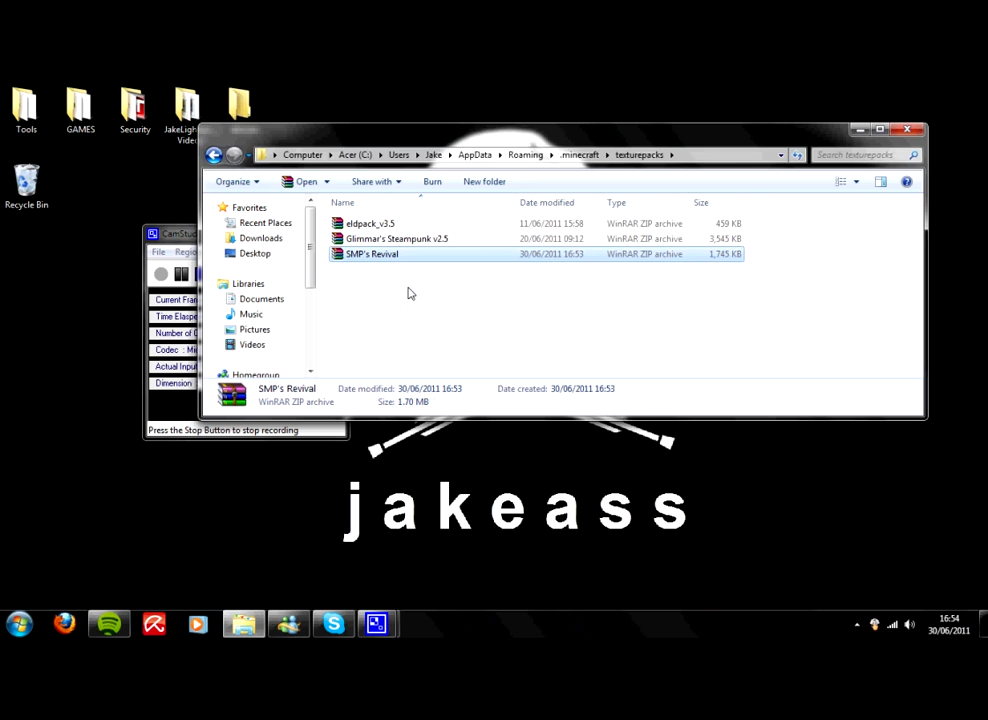 Tools
GAMES
Security
JakeLigh
Vide
Recycle Bin
Computer Acer (C:) Users Jake AppData Roaming .minecraft texturepacks
Search texturepacks
Organize Open Share with Burn New folder
Name Date modified Type Size
Favorites
Recent Places
Downloads
Desktop
Libraries
Documents
Music
Pictures
Videos
Homegroup
eldpack_v3.5 11/06/2011 15:58 WinRAR ZIP archive 459 KB
Glimmar's Steampunk v2.5 20/06/2011 09:12 WinRAR ZIP archive 3,545 KB
SMP's Revival 30/06/2011 16:53 WinRAR ZIP archive 1,745 KB
SMP's Revival Date modified: 30/06/2011 16:53 Date created: 30/06/2011 16:53
WinRAR ZIP archive Size: 1.70 MB
CamStud
File Regio
Current Fran
Time Elaspe
Number of C
Codec : Mi
Actual Input
Dimension
Press the Stop Button to stop recording
jakeass
16:54
30/06/2011